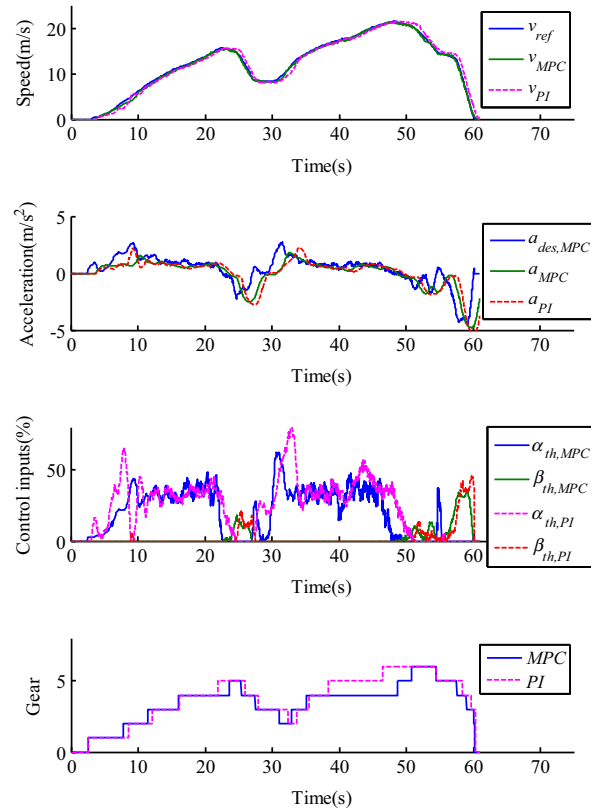 Speed(m/s)
20
10
0
0 10 20 30 40 50 60 70
Time(s)
v_ref
v_MPC
v_PI
Acceleration(m/s²)
5
0
-5
0 10 20 30 40 50 60 70
Time(s)
a_des,MPC
a_MPC
a_PI
Control inputs(%)
50
0
0 10 20 30 40 50 60 70
Time(s)
α_th,MPC
β_th,MPC
α_th,PI
β_th,PI
Gear
5
0
0 10 20 30 40 50 60 70
Time(s)
MPC
PI